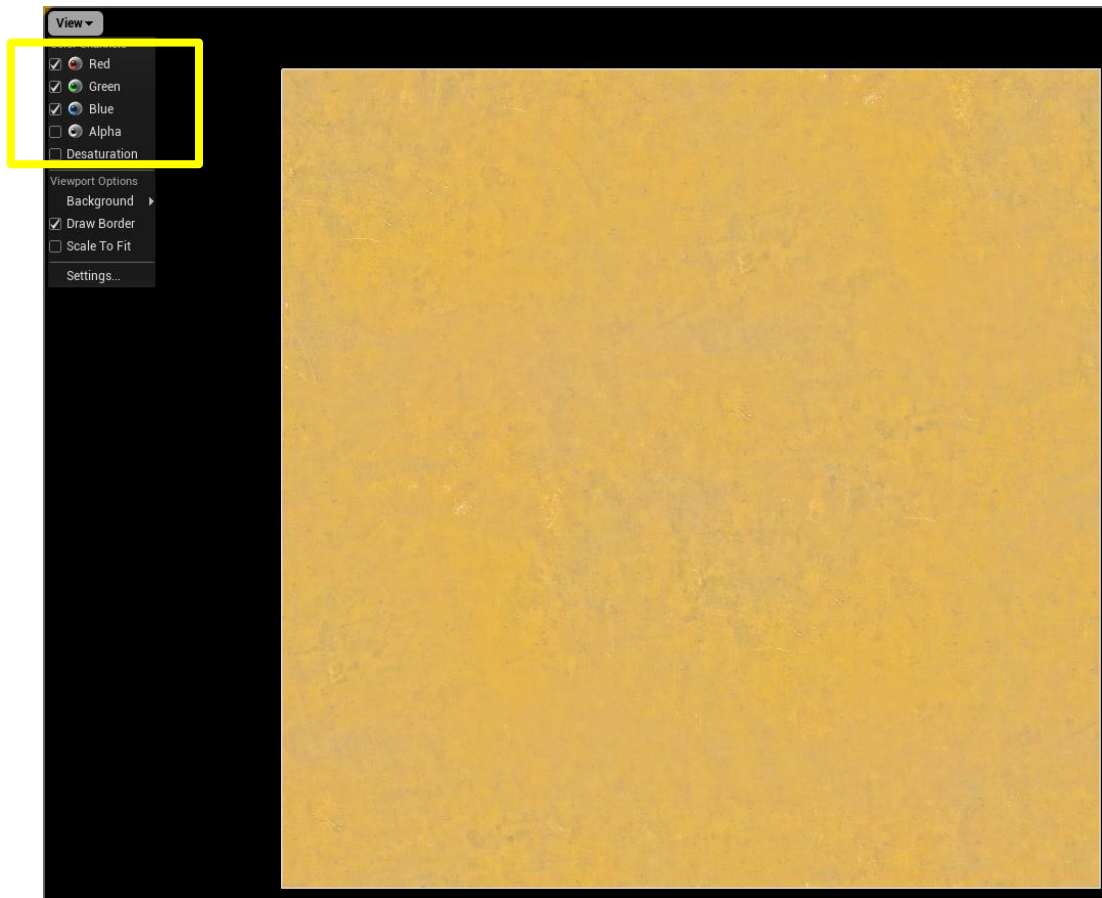 View
Red
Green
Blue
Alpha
Desaturation
Viewport Options
Background
Draw Border
Scale To Fit
Settings...